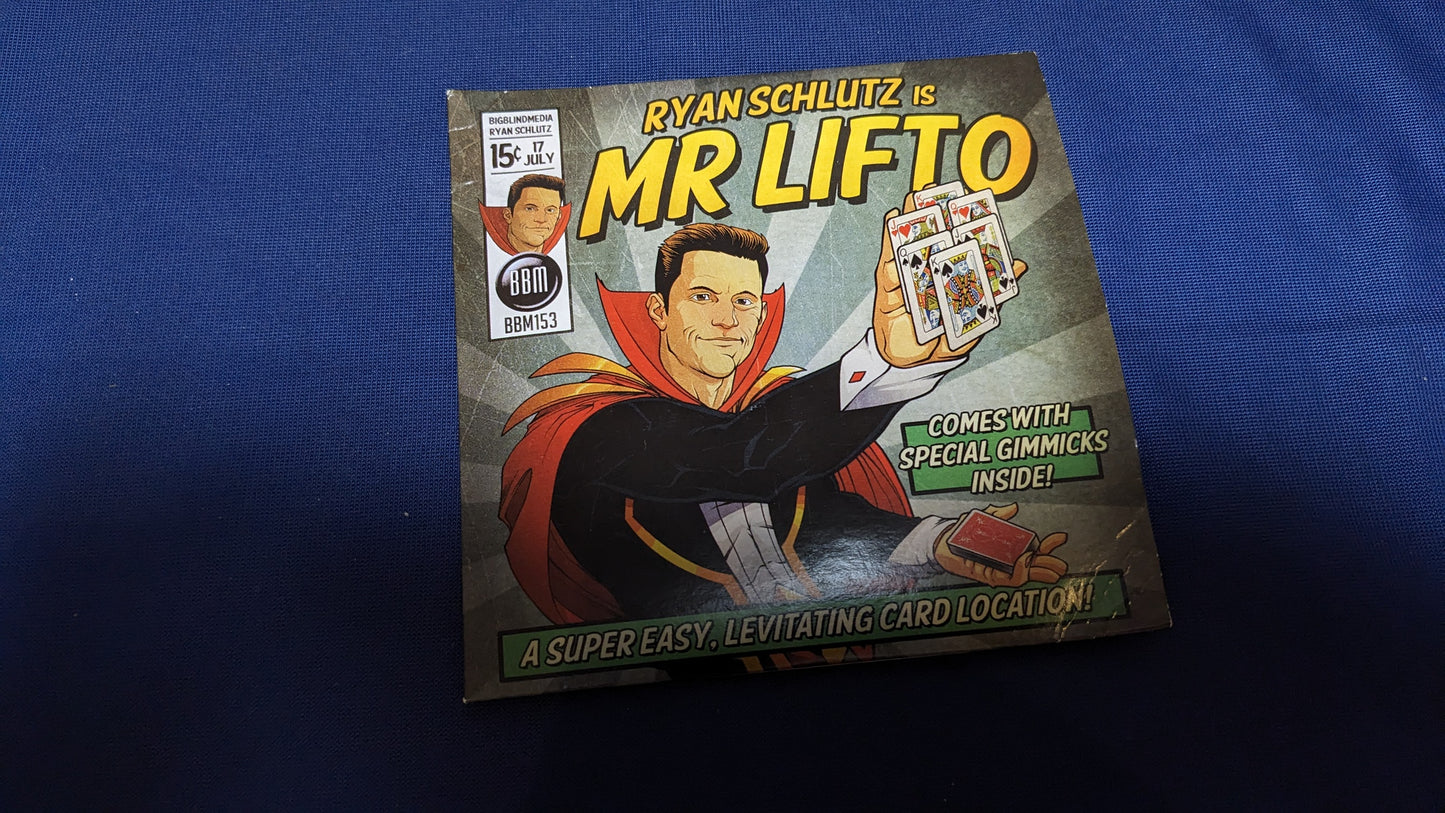 BIGBLINDMEDIA
RYAN SCHLUTZ
15¢ 17 JULY
BBM
BBM153
RYAN SCHLUTZ IS
MR LIFTO
COMES WITH
SPECIAL GIMMICKS
INSIDE!
A SUPER EASY, LEVITATING CARD LOCATION!